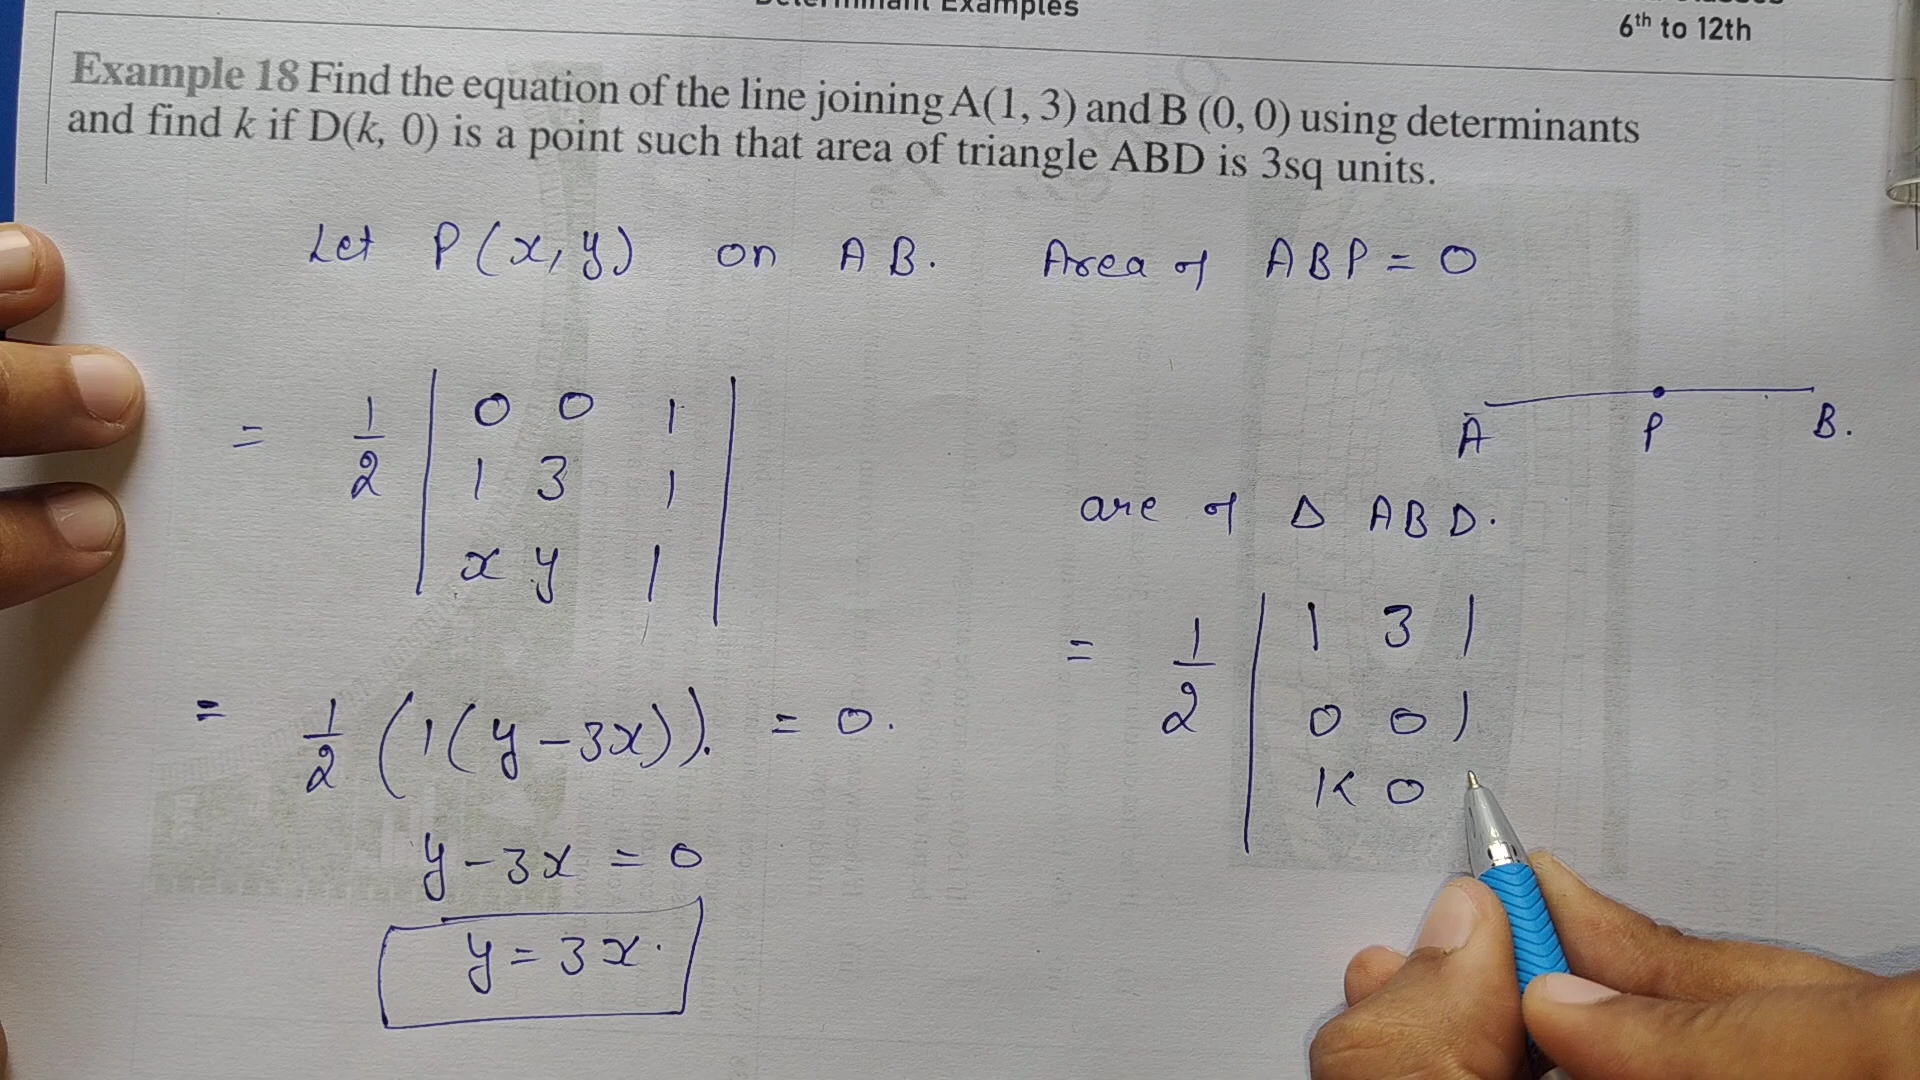 Determinant Examples
6th to 12th
Example 18 Find the equation of the line joining A(1, 3) and B (0, 0) using determinants
and find k if D(k, 0) is a point such that area of triangle ABD is 3sq units.
Let P(x, y) on AB. Area of ABP = 0
= 1/2 | 0 0 1
1 3 1
x y 1 |
= 1/2 (1(y - 3x)). = 0.
y - 3x = 0
y = 3x.
A P B.
are of Δ ABD.
= 1/2 | 1 3 1
0 0 1
K 0